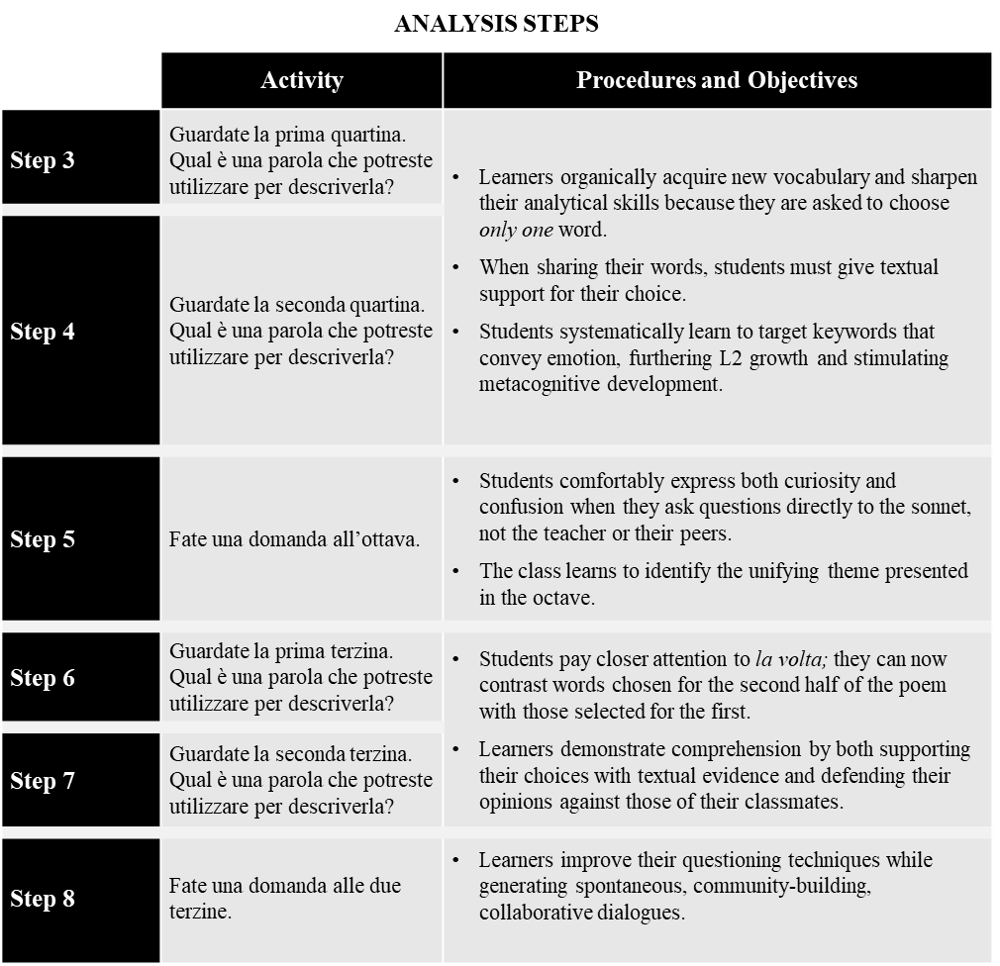 ANALYSIS STEPS
Activity
Procedures and Objectives
Step 3
Guardate la prima quartina.
Qual è una parola che potreste
utilizzare per descriverla?
Step 4
Guardate la seconda quartina.
Qual è una parola che potreste
utilizzare per descriverla?
• Learners organically acquire new vocabulary and sharpen
their analytical skills because they are asked to choose
only one word.
• When sharing their words, students must give textual
support for their choice.
• Students systematically learn to target keywords that
convey emotion, furthering L2 growth and stimulating
metacognitive development.
Step 5
Fate una domanda all’ottava.
• Students comfortably express both curiosity and
confusion when they ask questions directly to the sonnet,
not the teacher or their peers.
• The class learns to identify the unifying theme presented
in the octave.
Step 6
Guardate la prima terzina.
Qual è una parola che potreste
utilizzare per descriverla?
Step 7
Guardate la seconda terzina.
Qual è una parola che potreste
utilizzare per descriverla?
• Students pay closer attention to la volta; they can now
contrast words chosen for the second half of the poem
with those selected for the first.
• Learners demonstrate comprehension by both supporting
their choices with textual evidence and defending their
opinions against those of their classmates.
Step 8
Fate una domanda alle due
terzine.
• Learners improve their questioning techniques while
generating spontaneous, community-building,
collaborative dialogues.